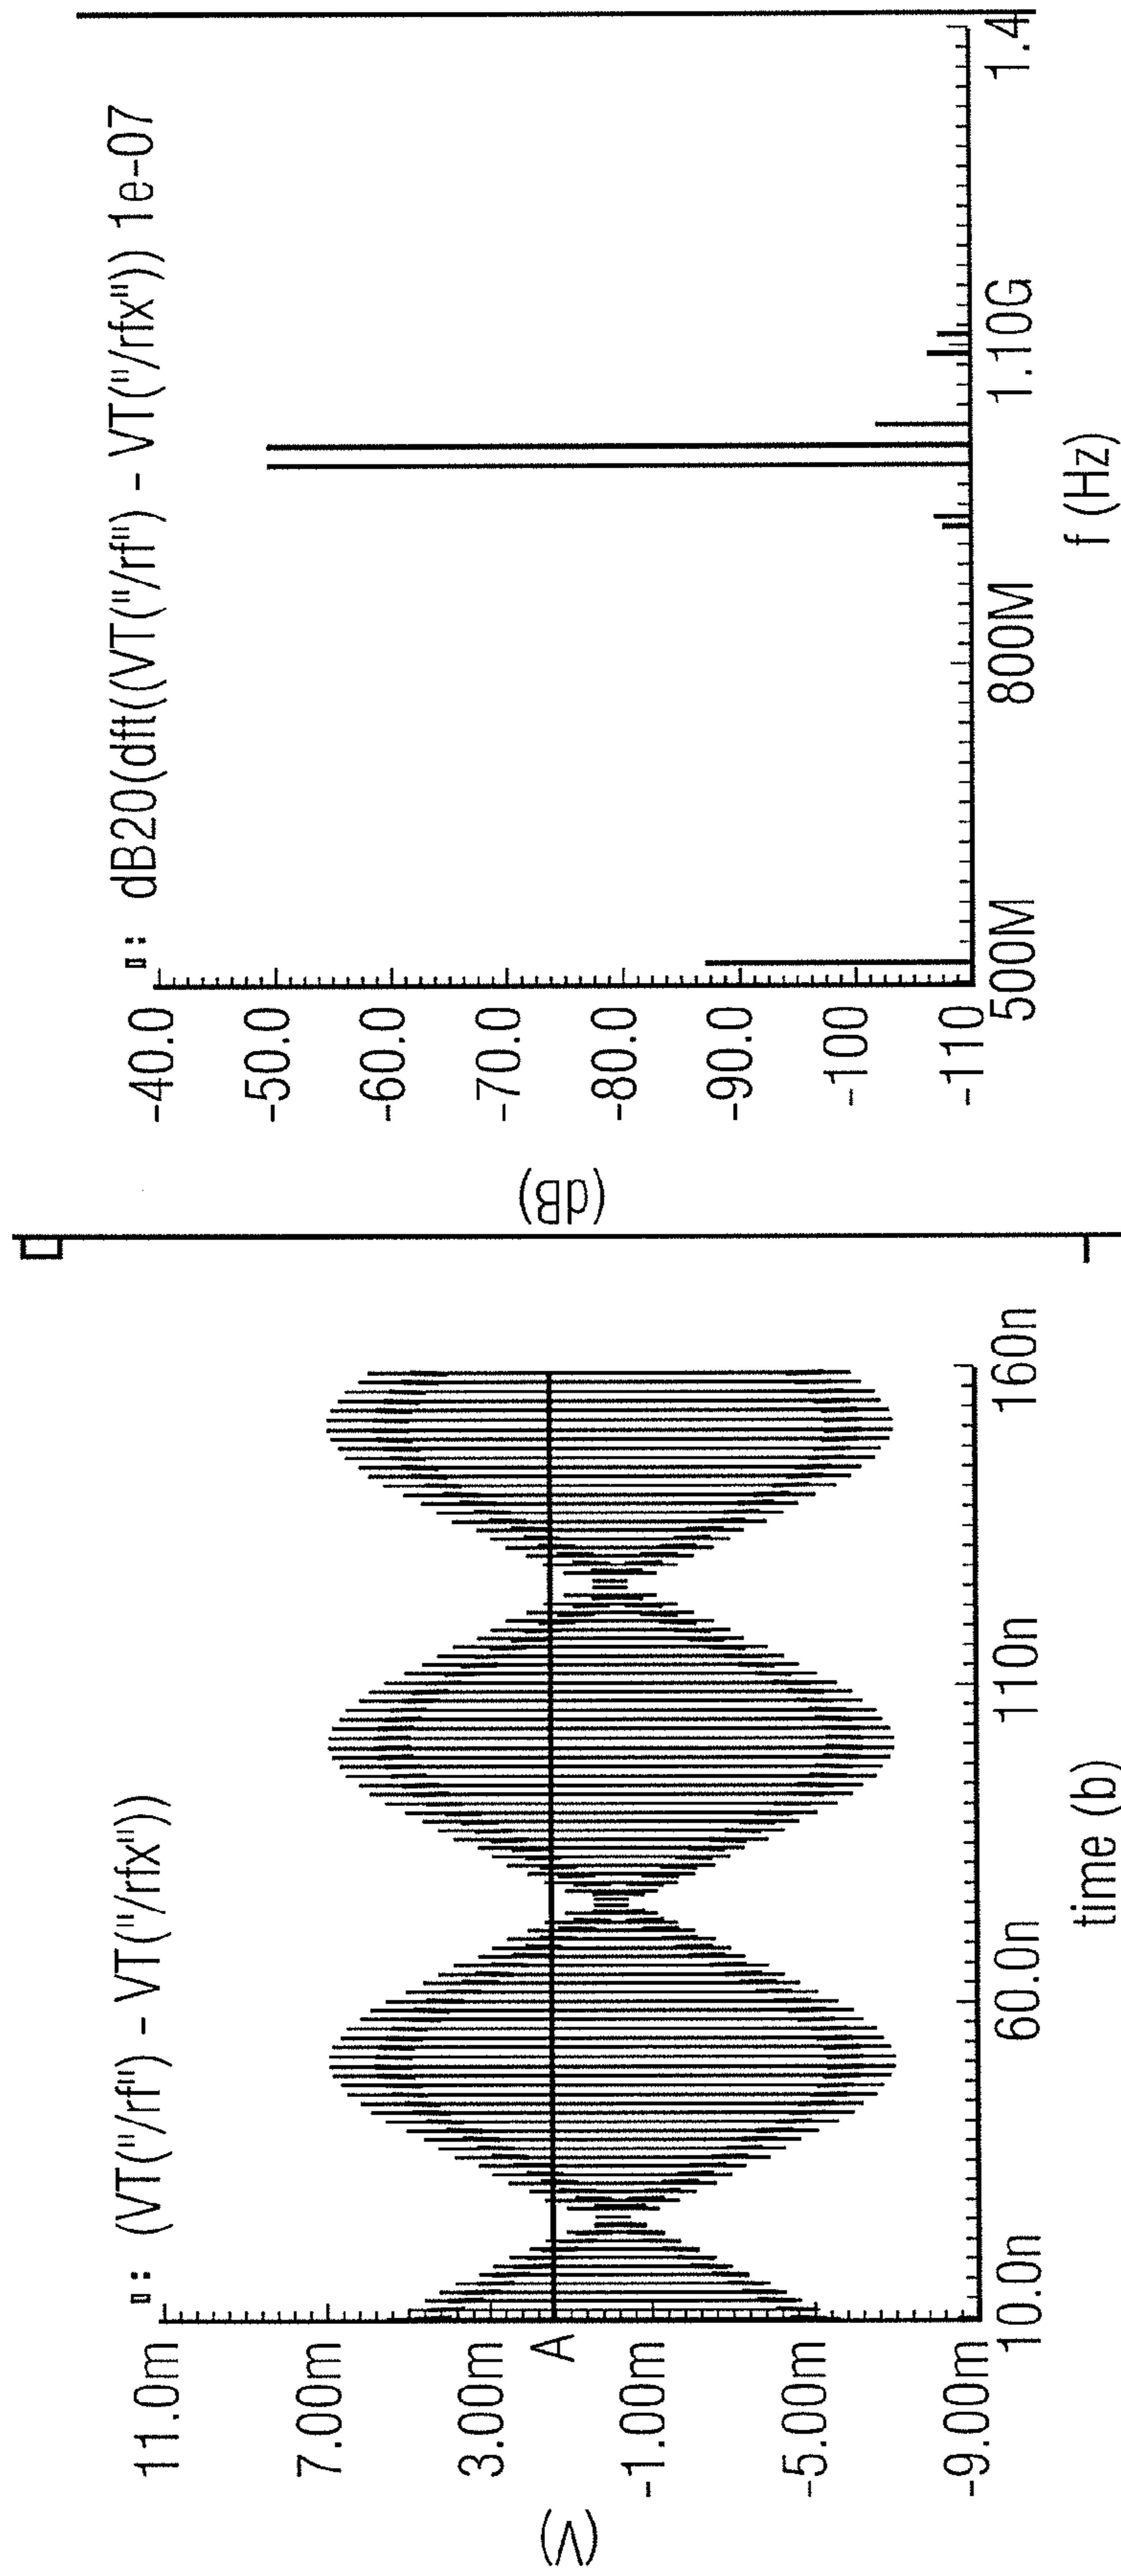 ▯: (VT("/rf") - VT("/rfx"))
(V)
11.0m
7.00m
3.00m
A
-1.00m
-5.00m
-9.00m
10.0n 60.0n 110n 160n
time (b)
▯: dB20(dft((VT("/rf") - VT("/rfx")) 1e-07
(dB)
-40.0
-50.0
-60.0
-70.0
-80.0
-90.0
-100
-110
500M 800M 1.10G 1.4
f (Hz)